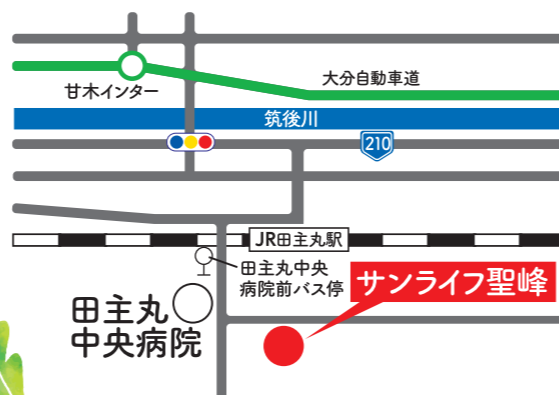 甘木インター
大分自動車道
筑後川
210
JR田主丸駅
田主丸中央
病院前バス停
サンライフ聖峰
田主丸
中央病院